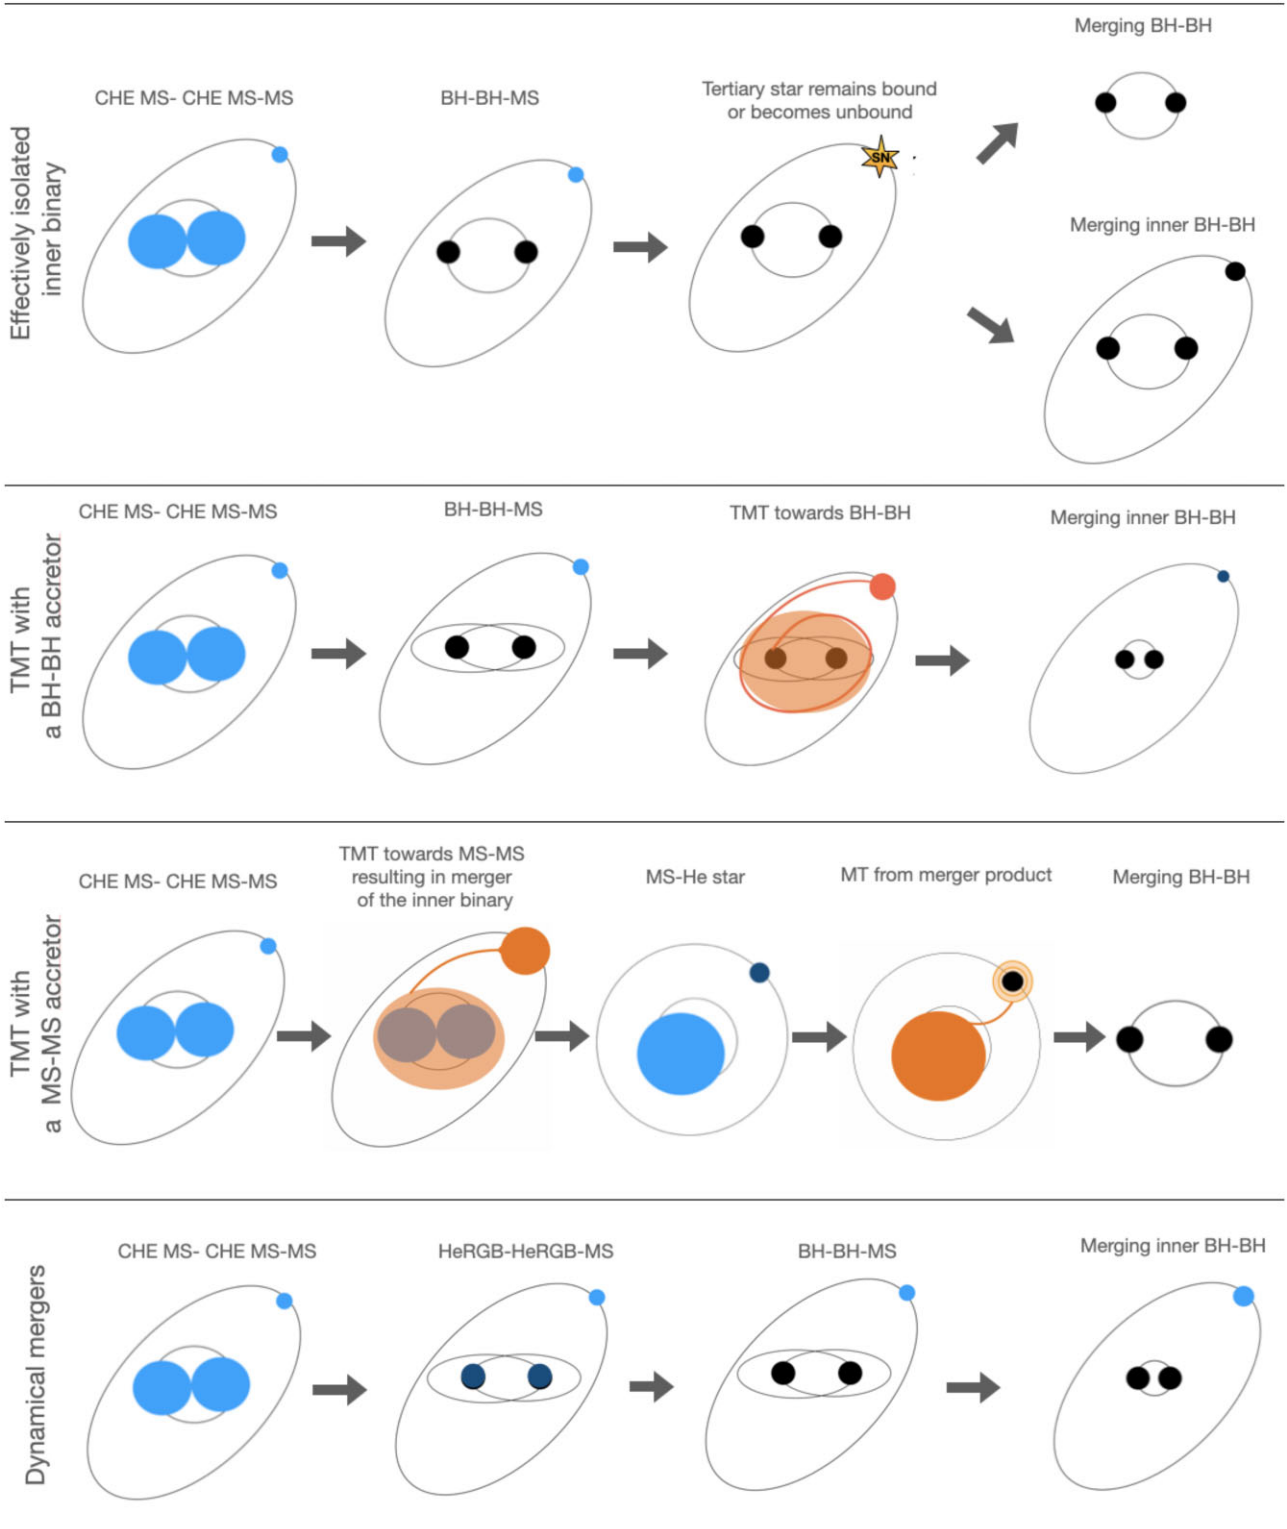 Effectively isolated
inner binary
CHE MS- CHE MS-MS
BH-BH-MS
Tertiary star remains bound
or becomes unbound
SN
Merging BH-BH
Merging inner BH-BH
TMT with
a BH-BH accretor
CHE MS- CHE MS-MS
BH-BH-MS
TMT towards BH-BH
Merging inner BH-BH
TMT with
a MS-MS accretor
CHE MS- CHE MS-MS
TMT towards MS-MS
resulting in merger
of the inner binary
MS-He star
MT from merger product
Merging BH-BH
Dynamical mergers
CHE MS- CHE MS-MS
HeRGB-HeRGB-MS
BH-BH-MS
Merging inner BH-BH